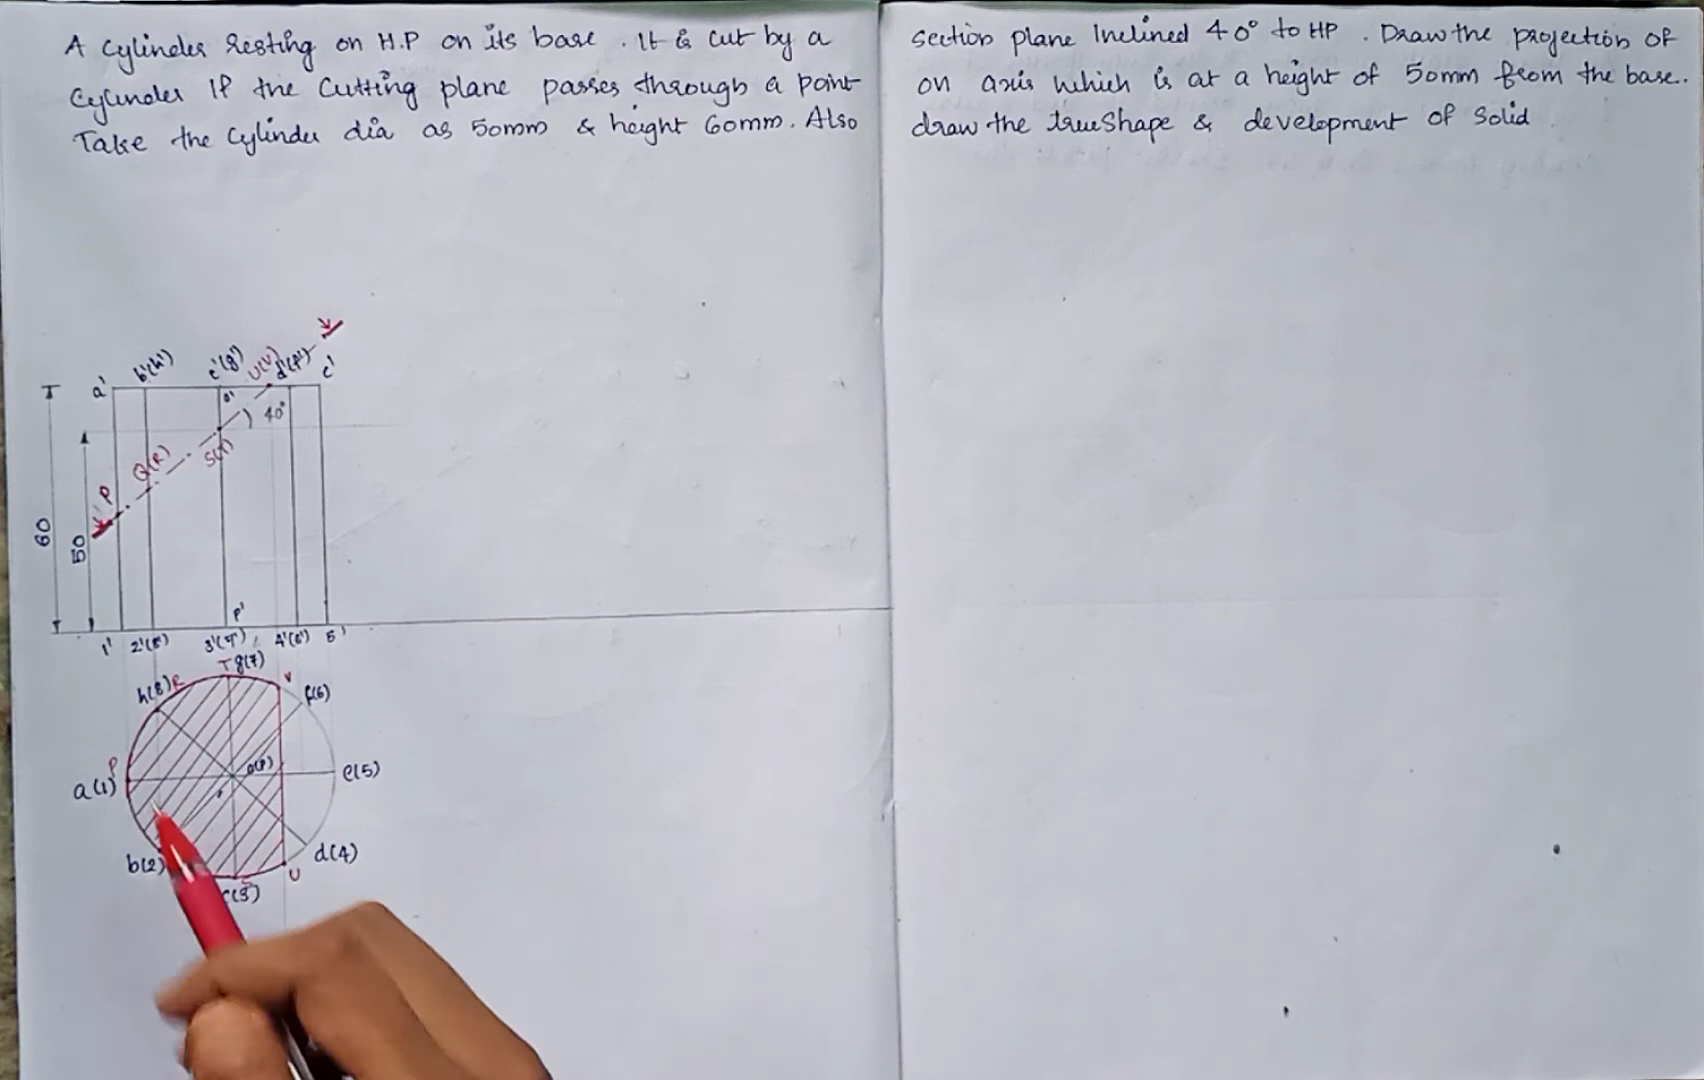 A Cylinder Resting on H.P on its base. It is cut by a section plane Inclined 40° to HP. Draw the projection of
Cylinder If the Cutting plane passes through a point on axis which is at a height of 50mm from the base.
Take the Cylinder dia as 50mm & height 60mm. Also draw the true shape & development of Solid
a' b'(h') c'(g') U(V) d'(f') c'
o'
40°
Q(R) S(T)
P
60
50
P'
1' 2'(8') 3'(7') 4'(6') 5'
T g(7)
h(8) R V f(6)
P o(P)
a(1) e(5)
b(2) d(4)
c(3) S U